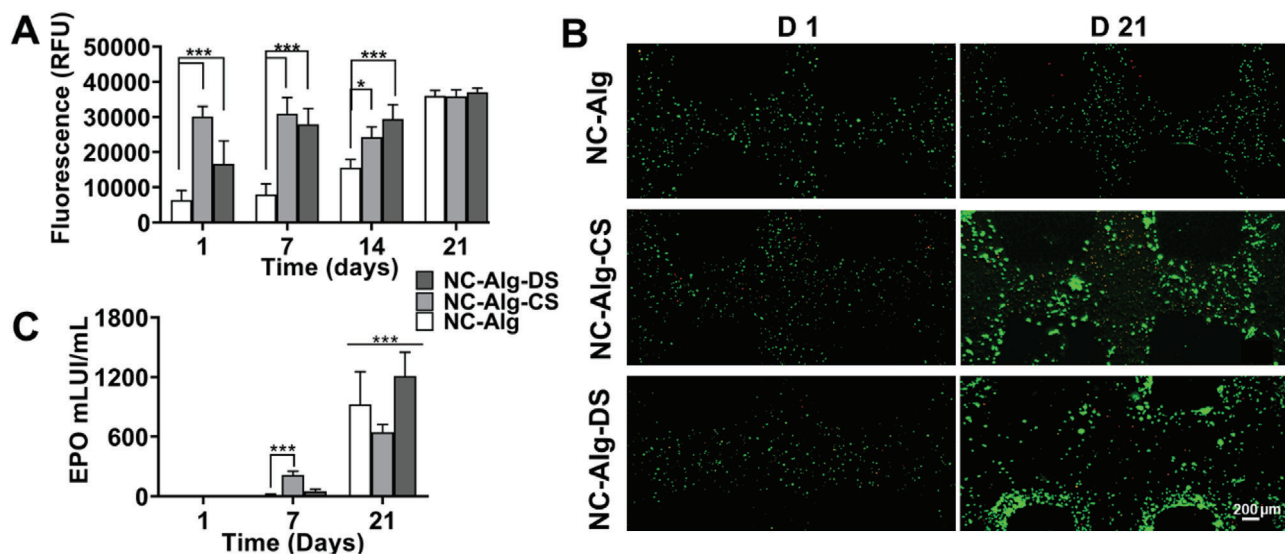 A
Fluorescence (RFU)
50000
40000
30000
20000
10000
0
***
***
***
*
1 7 14 21
Time (days)
NC-Alg-DS
NC-Alg-CS
NC-Alg
C
EPO mLUI/mL
1800
1200
600
0
***
***
1 7 21
Time (Days)
B
D 1 D 21
NC-Alg
NC-Alg-CS
NC-Alg-DS
200 µm